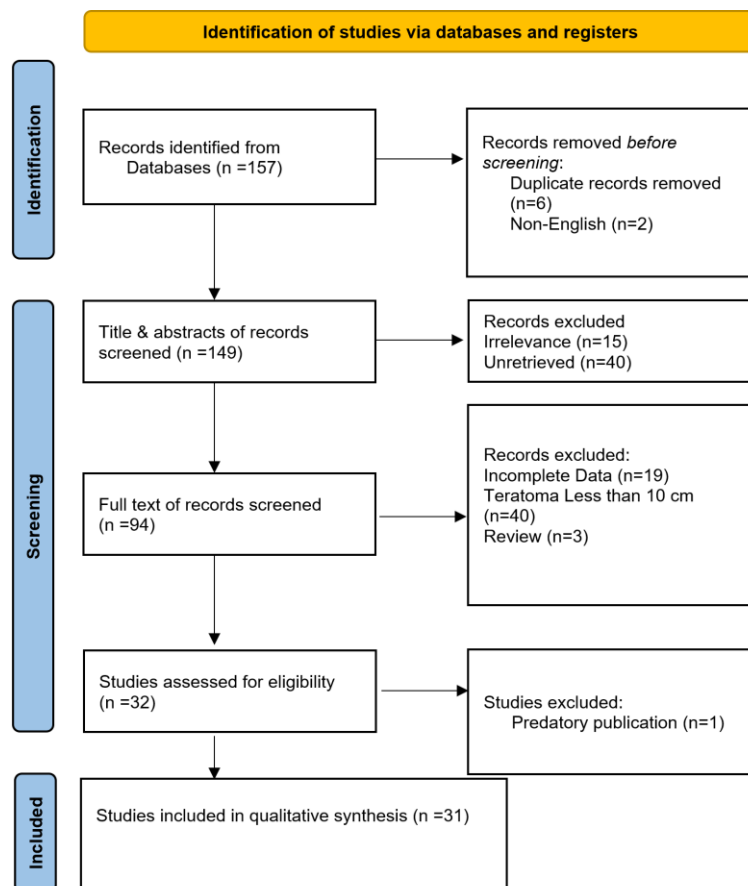 Identification of studies via databases and registers
Identification
Records identified from
Databases (n =157)
Records removed before
screening:
Duplicate records removed
(n=6)
Non-English (n=2)
Screening
Title & abstracts of records
screened (n =149)
Records excluded
Irrelevance (n=15)
Unretrieved (n=40)
Full text of records screened
(n =94)
Records excluded:
Incomplete Data (n=19)
Teratoma Less than 10 cm
(n=40)
Review (n=3)
Studies assessed for eligibility
(n =32)
Studies excluded:
Predatory publication (n=1)
Included
Studies included in qualitative synthesis (n =31)